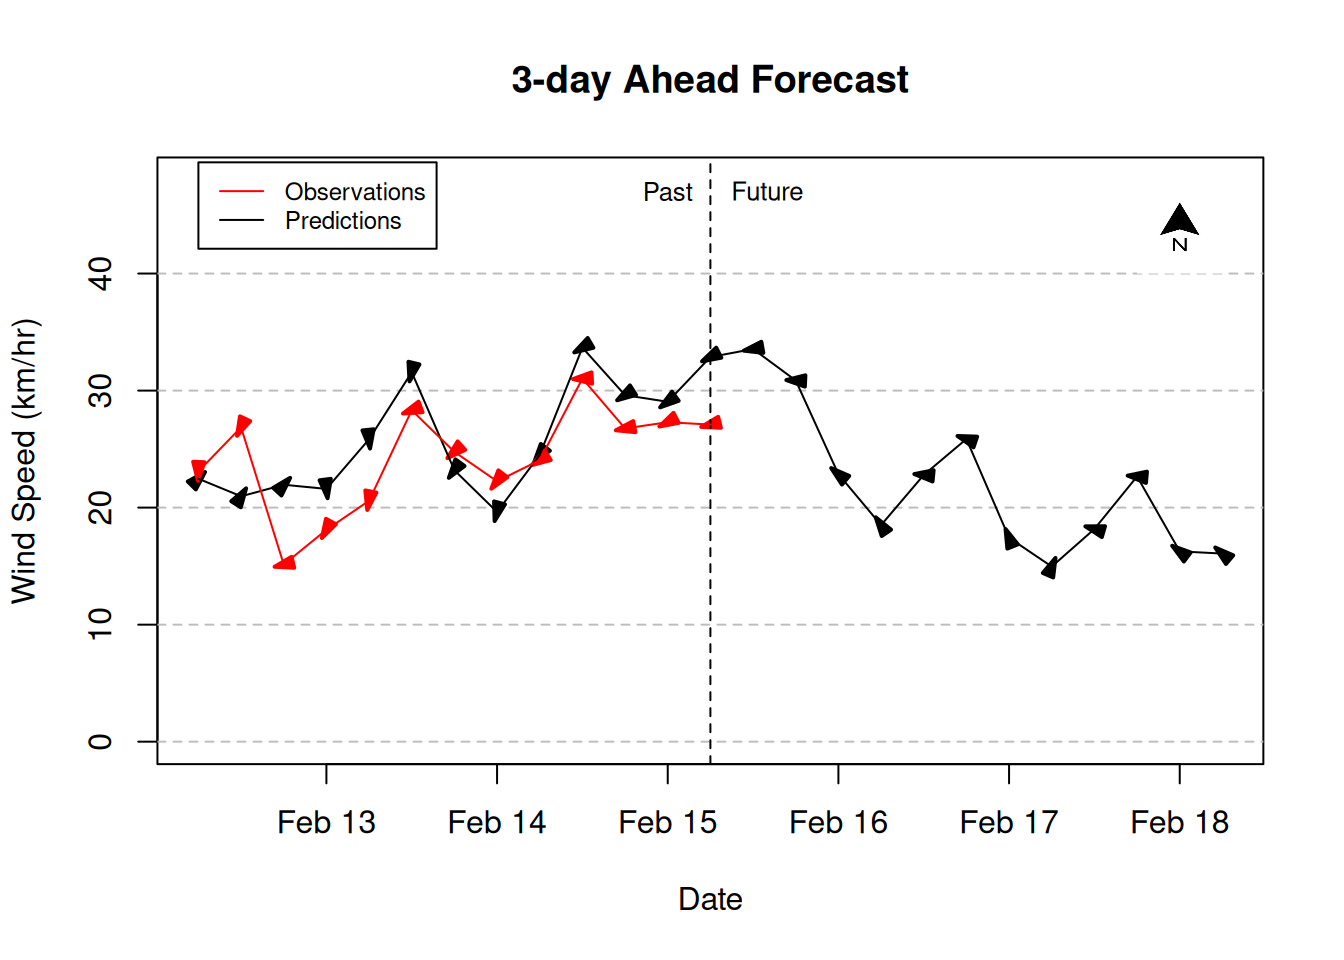 3-day Ahead Forecast
Observations
Predictions
Past
Future
N
Wind Speed (km/hr)
40
30
20
10
0
Feb 13
Feb 14
Feb 15
Feb 16
Feb 17
Feb 18
Date